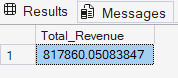 Results Messages
Total_Revenue
1 817860.05083847